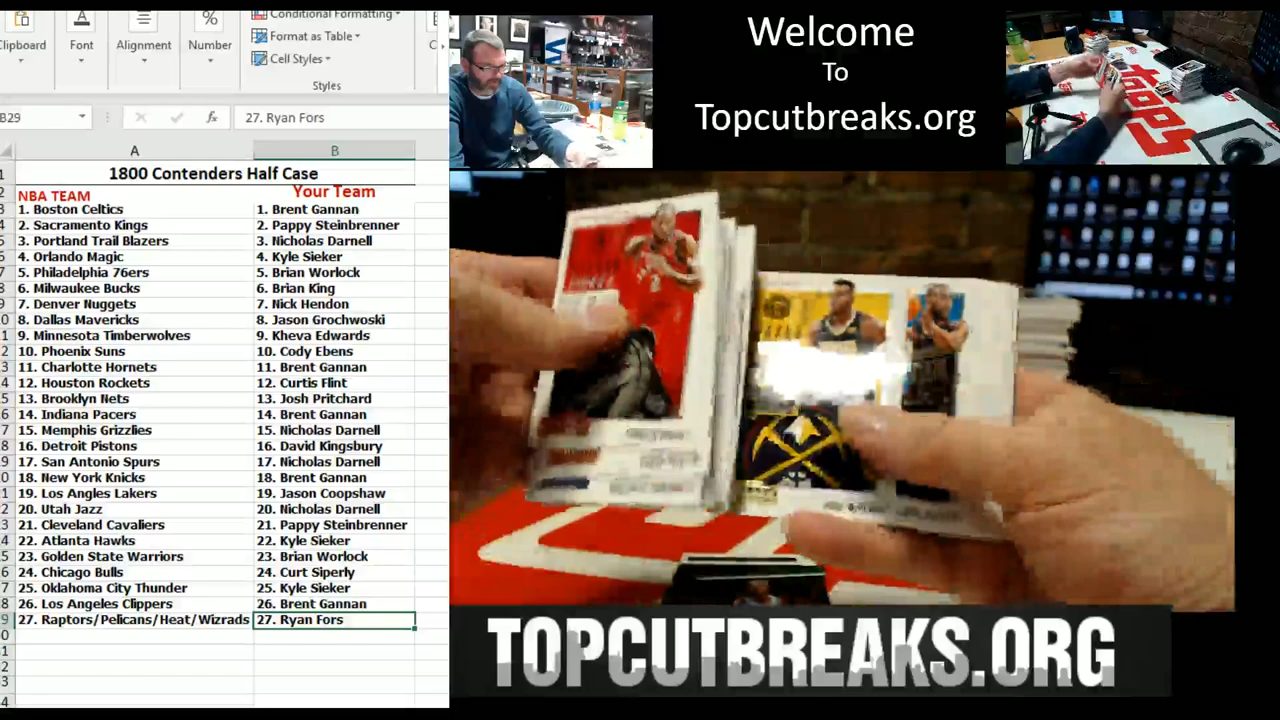 Clipboard
Font
Alignment
Number
%
Conditional Formatting
Format as Table
Cell Styles
Styles
B29
fx
27. Ryan Fors
A
B
1800 Contenders Half Case
NBA TEAM
Your Team
1. Boston Celtics
1. Brent Gannan
2. Sacramento Kings
2. Pappy Steinbrenner
3. Portland Trail Blazers
3. Nicholas Darnell
4. Orlando Magic
4. Kyle Sieker
5. Philadelphia 76ers
5. Brian Worlock
6. Milwaukee Bucks
6. Brian King
7. Denver Nuggets
7. Nick Hendon
8. Dallas Mavericks
8. Jason Grochwoski
9. Minnesota Timberwolves
9. Kheva Edwards
10. Phoenix Suns
10. Cody Ebens
11. Charlotte Hornets
11. Brent Gannan
12. Houston Rockets
12. Curtis Flint
13. Brooklyn Nets
13. Josh Pritchard
14. Indiana Pacers
14. Brent Gannan
15. Memphis Grizzlies
15. Nicholas Darnell
16. Detroit Pistons
16. David Kingsbury
17. San Antonio Spurs
17. Nicholas Darnell
18. New York Knicks
18. Brent Gannan
19. Los Angles Lakers
19. Jason Coopshaw
20. Utah Jazz
20. Nicholas Darnell
21. Cleveland Cavaliers
21. Pappy Steinbrenner
22. Atlanta Hawks
22. Kyle Sieker
23. Golden State Warriors
23. Brian Worlock
24. Chicago Bulls
24. Curt Siperly
25. Oklahoma City Thunder
25. Kyle Sieker
26. Los Angeles Clippers
26. Brent Gannan
27. Raptors/Pelicans/Heat/Wizrads
27. Ryan Fors
Welcome
To
Topcutbreaks.org
topps
TOPCUTBREAKS.ORG